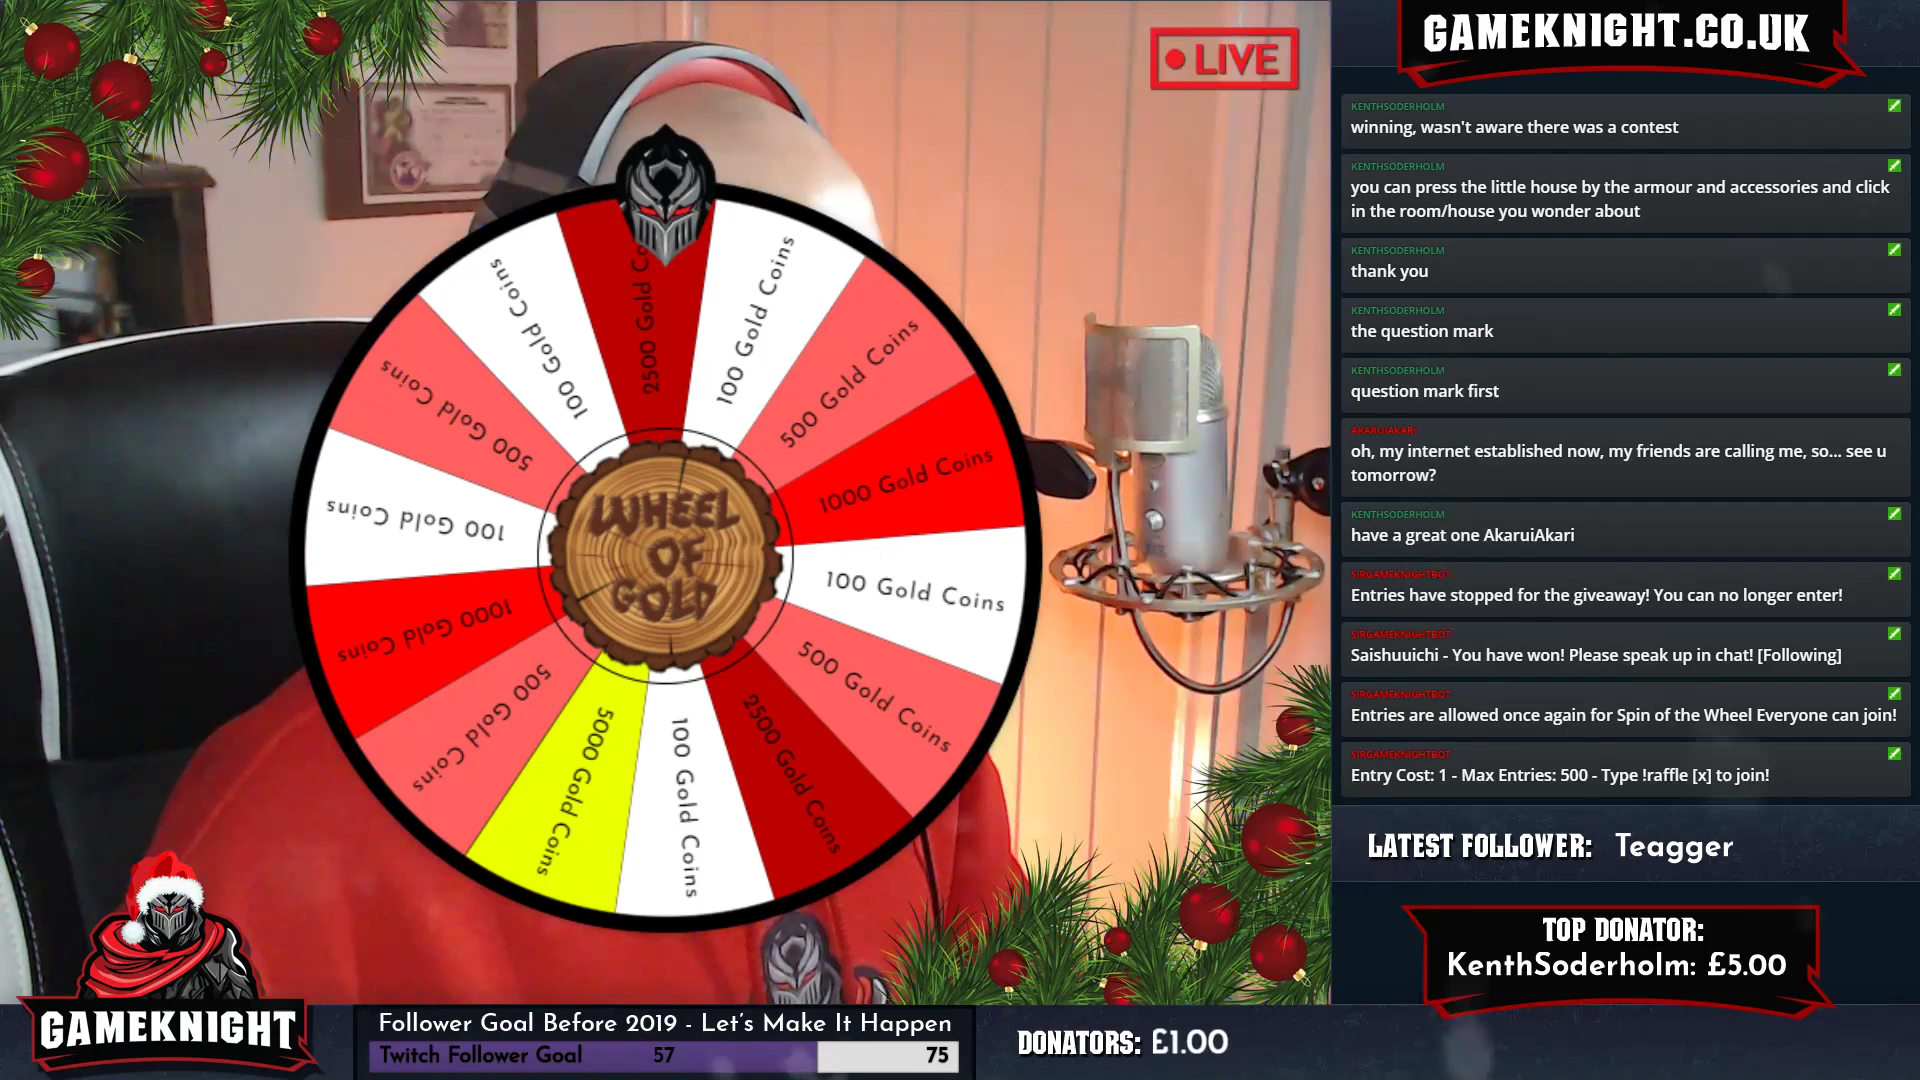 LIVE
GAMEKNIGHT.CO.UK
KENTHSODERHOLM
winning, wasn't aware there was a contest
KENTHSODERHOLM
you can press the little house by the armour and accessories and click
in the room/house you wonder about
KENTHSODERHOLM
thank you
KENTHSODERHOLM
the question mark
KENTHSODERHOLM
question mark first
AKARUIAKARI
oh, my internet established now, my friends are calling me, so... see u
tomorrow?
KENTHSODERHOLM
have a great one AkaruiAkari
SIRGAMEKNIGHTBOT
Entries have stopped for the giveaway! You can no longer enter!
SIRGAMEKNIGHTBOT
Saishuuichi - You have won! Please speak up in chat! [Following]
SIRGAMEKNIGHTBOT
Entries are allowed once again for Spin of the Wheel Everyone can join!
SIRGAMEKNIGHTBOT
Entry Cost: 1 - Max Entries: 500 - Type !raffle [x] to join!
LATEST FOLLOWER: Teagger
TOP DONATOR:
KenthSoderholm: £5.00
2500 Gold Co
100 Gold Coins
500 Gold Coins
1000 Gold Coins
100 Gold Coins
500 Gold Coins
2500 Gold Coins
100 Gold Coins
5000 Gold Coins
500 Gold Coins
1000 Gold Coins
100 Gold Coins
500 Gold Coins
100 Gold Coins
WHEEL
OF
GOLD
GAMEKNIGHT
Follower Goal Before 2019 - Let's Make It Happen
Twitch Follower Goal 57 75
DONATORS: £1.00